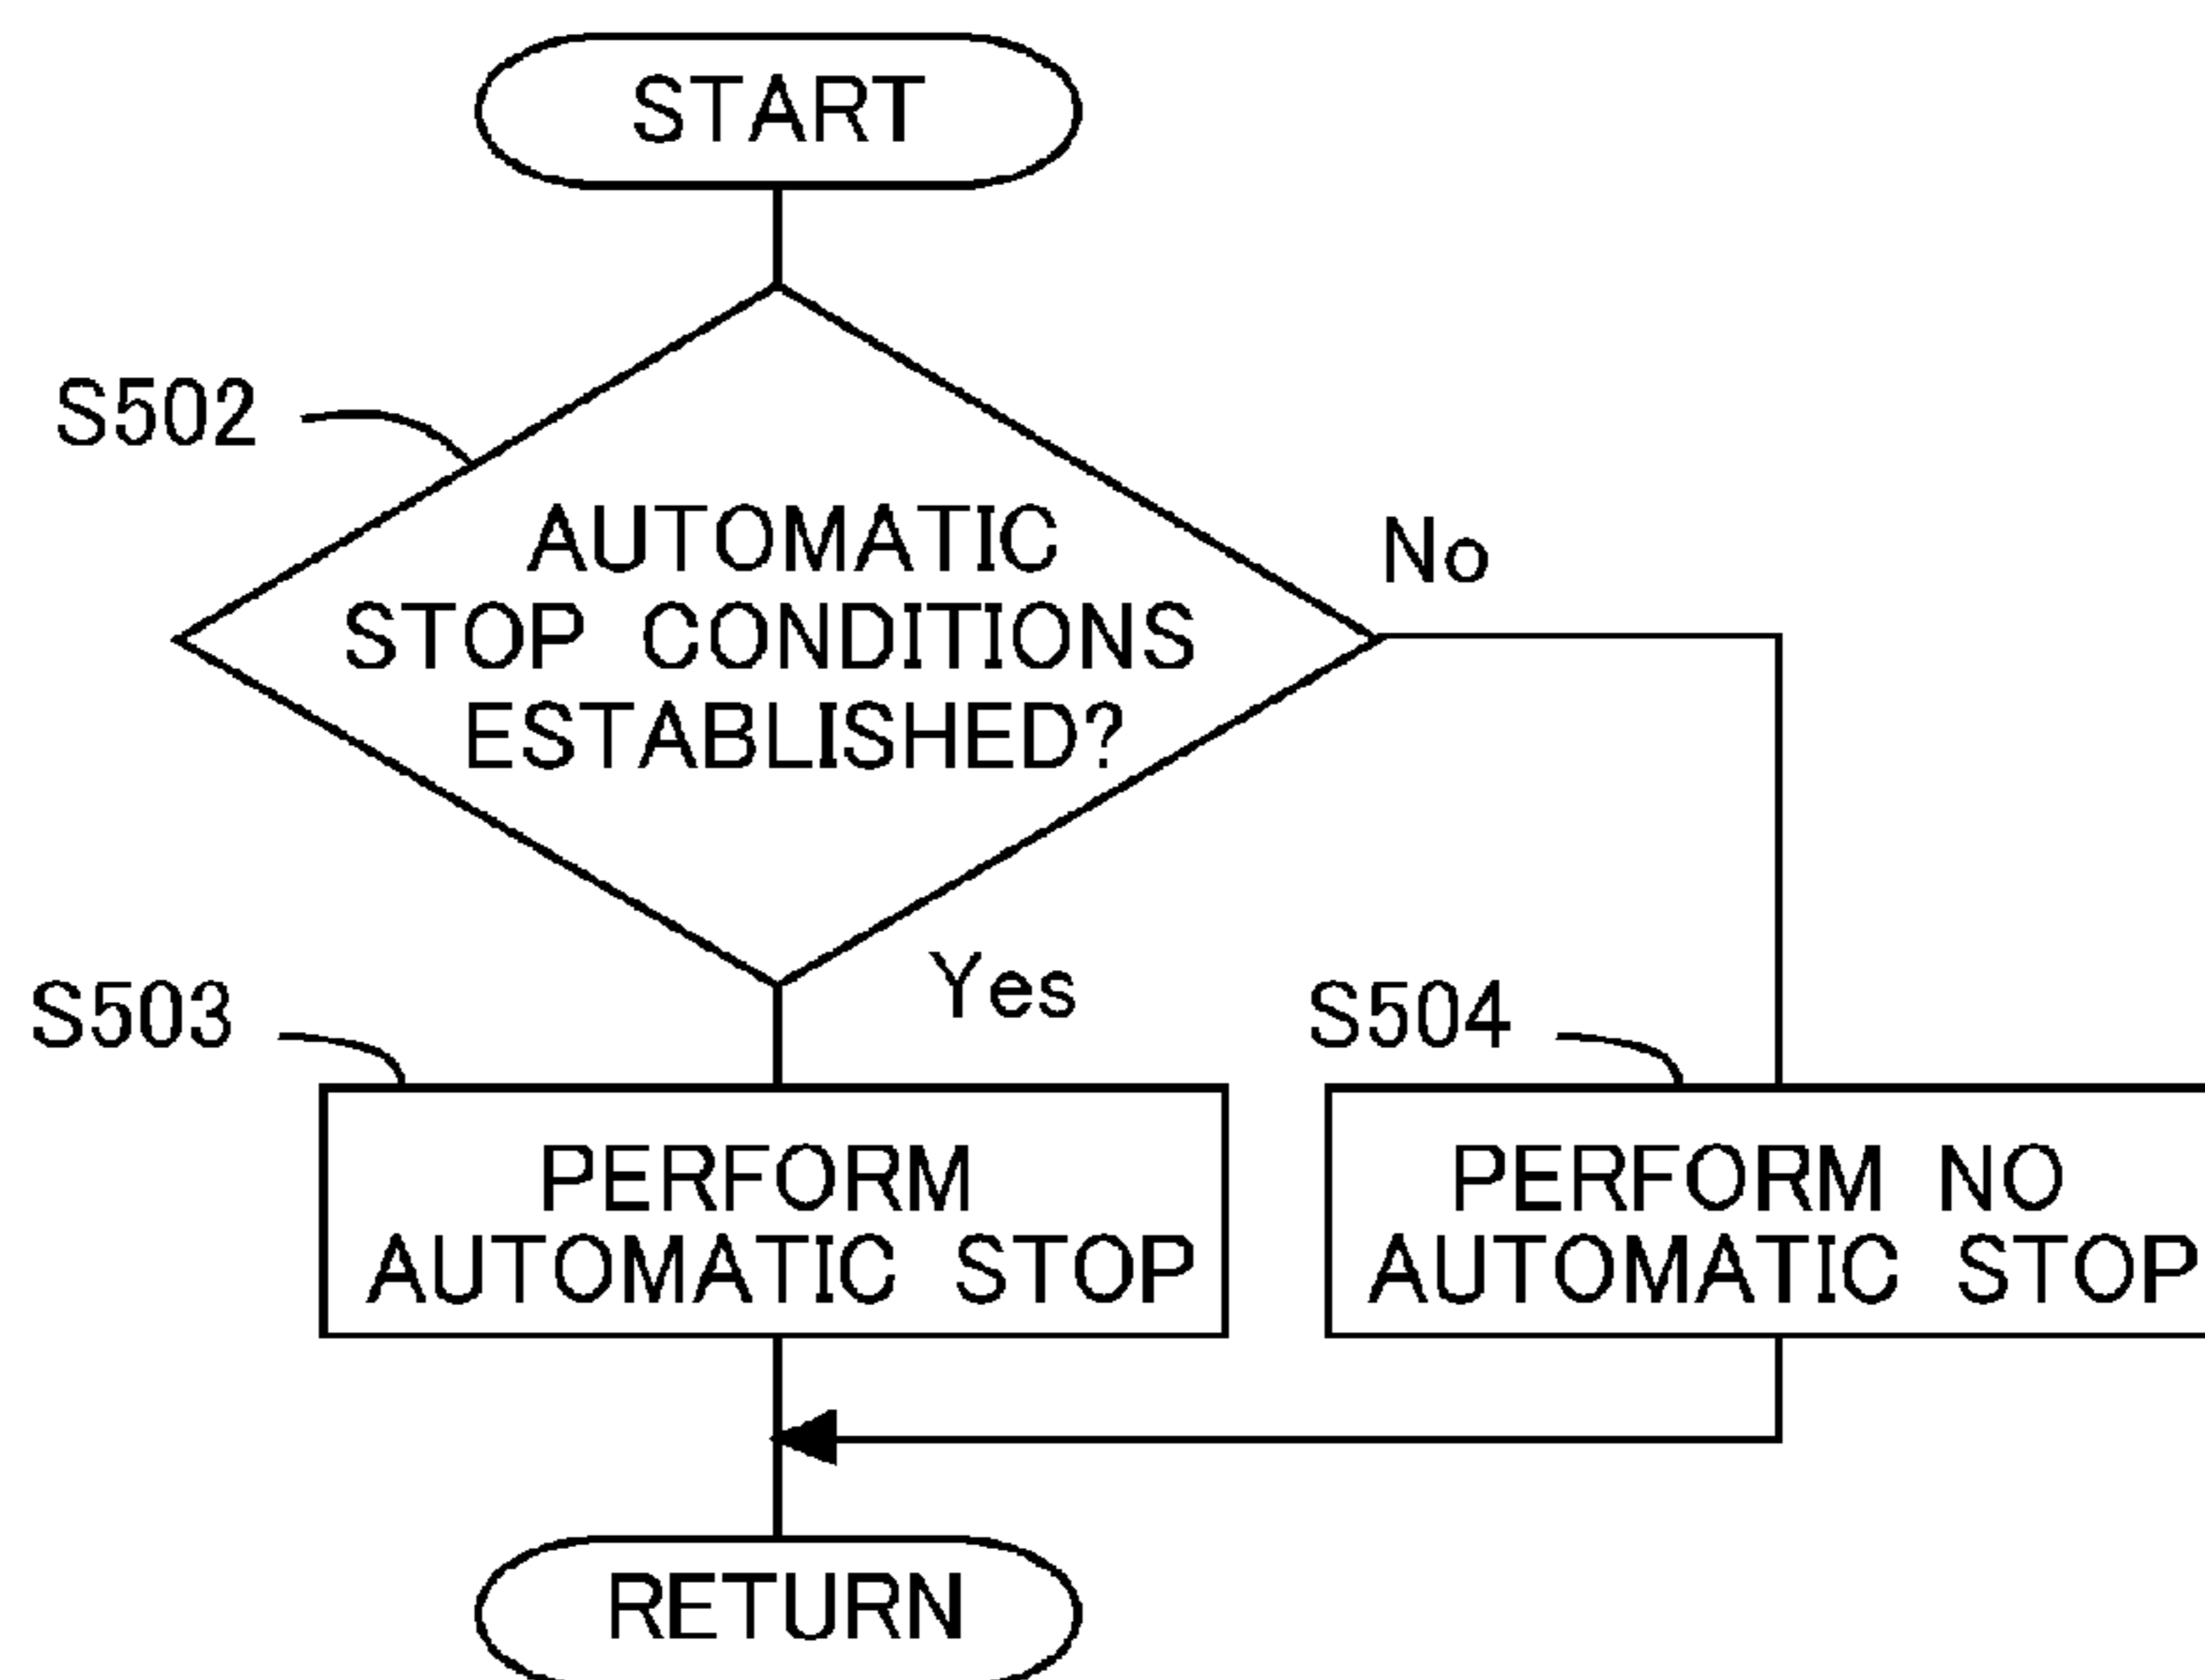 START
S502
AUTOMATIC
STOP CONDITIONS
ESTABLISHED?
No
Yes
S503
PERFORM
AUTOMATIC STOP
S504
PERFORM NO
AUTOMATIC STOP
RETURN